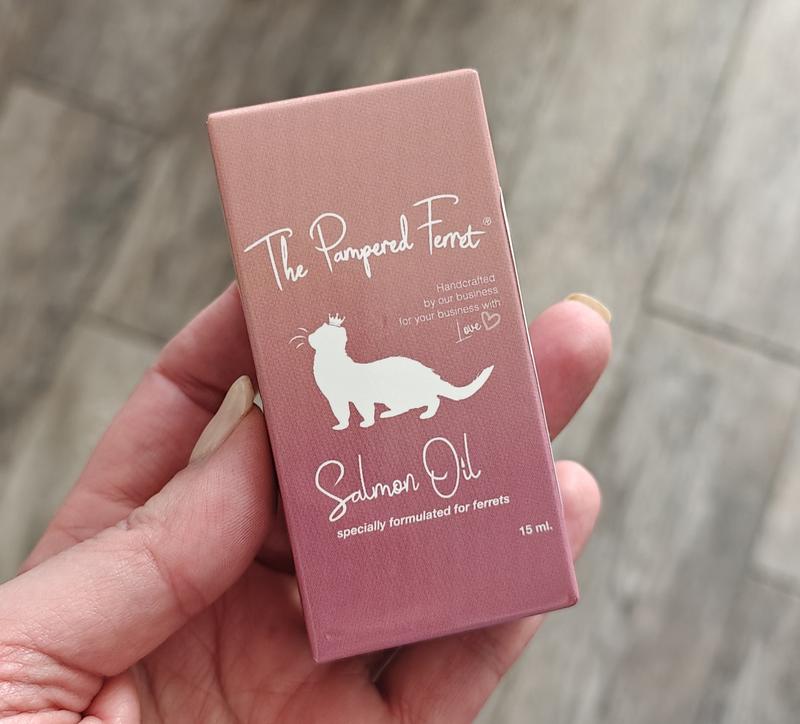 The Pampered Ferret®
Handcrafted
by our business
for your business with
Love
Salmon Oil
specially formulated for ferrets
15 ml.